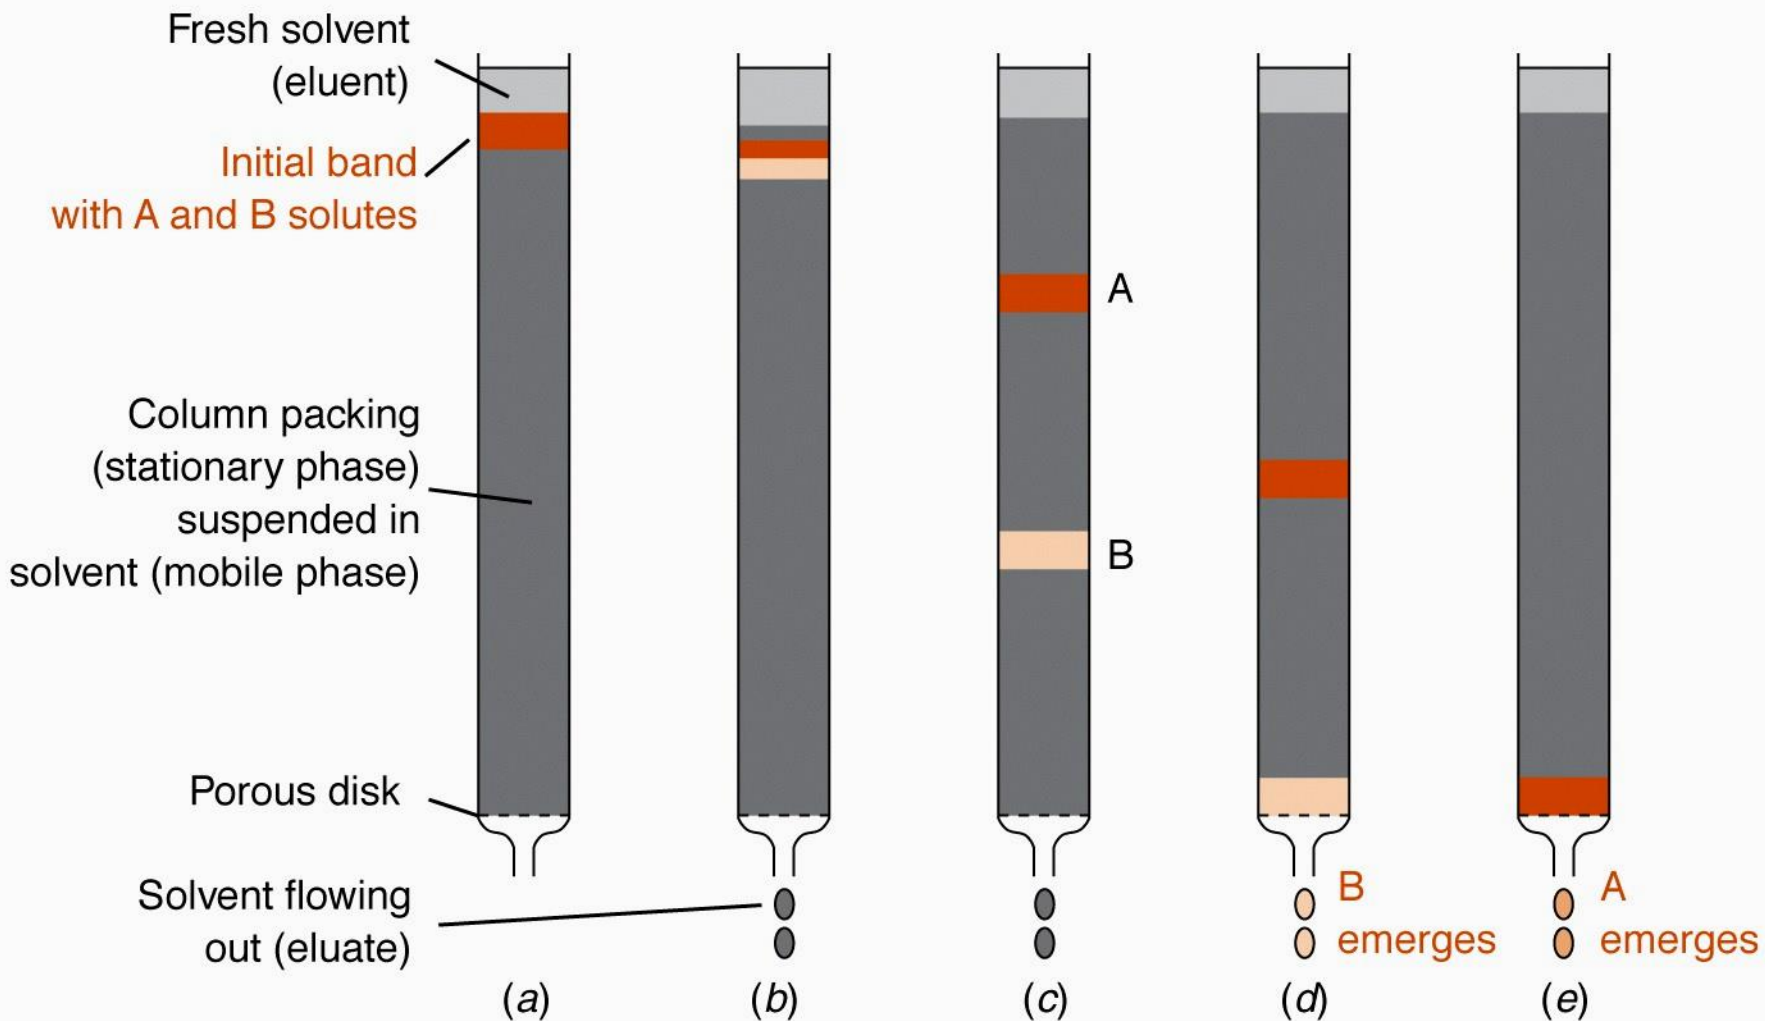 Fresh solvent
(eluent)
Initial band
with A and B solutes
A
Column packing
(stationary phase)
suspended in
solvent (mobile phase)
B
Porous disk
Solvent flowing
out (eluate)
B
emerges
A
emerges
(a)
(b)
(c)
(d)
(e)